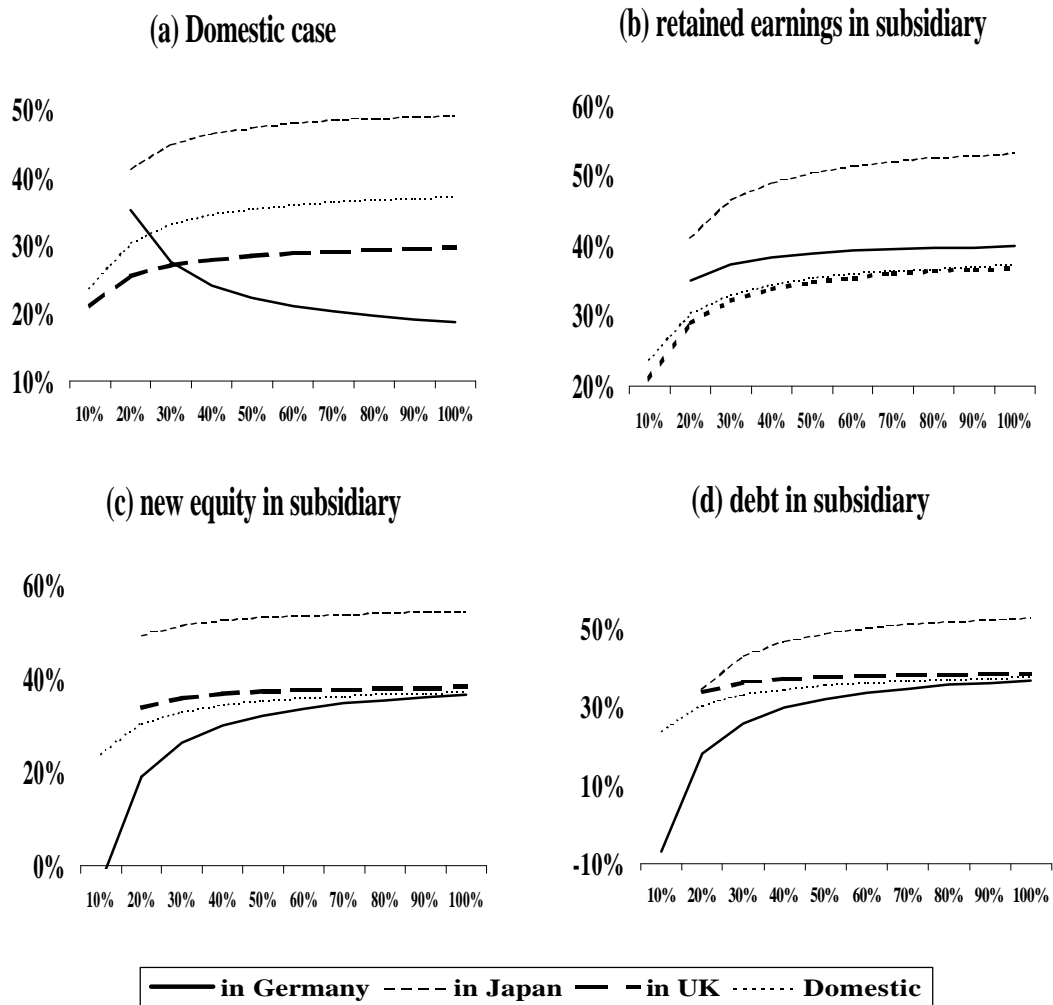 (a) Domestic case
50%
40%
30%
20%
10%
10% 20% 30% 40% 50% 60% 70% 80% 90% 100%
(b) retained earnings in subsidiary
60%
50%
40%
30%
20%
10% 20% 30% 40% 50% 60% 70% 80% 90% 100%
(c) new equity in subsidiary
60%
40%
20%
0%
10% 20% 30% 40% 50% 60% 70% 80% 90% 100%
(d) debt in subsidiary
50%
30%
10%
-10%
10% 20% 30% 40% 50% 60% 70% 80% 90% 100%
in Germany in Japan in UK Domestic